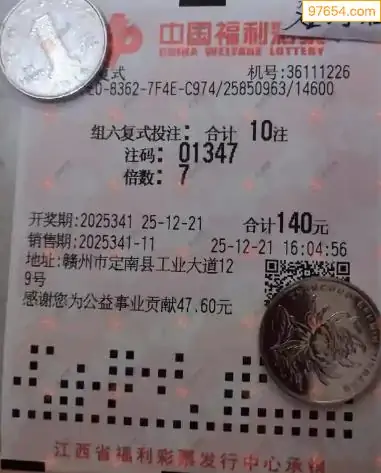 97654.com
中国福利彩票
CHINA WELFARE LOTTERY
复式 机号:36111226
-8362-7F4E-C974/25850963/14600
组六复式投注: 合计 10注
注码: 01347
倍数: 7
开奖期:2025341 25-12-21 合计140元
销售期:2025341-11 25-12-21 16:04:56
地址:赣州市定南县工业大道12
9号
感谢您为公益事业贡献47.60元
江西省福利彩票发行中心承销